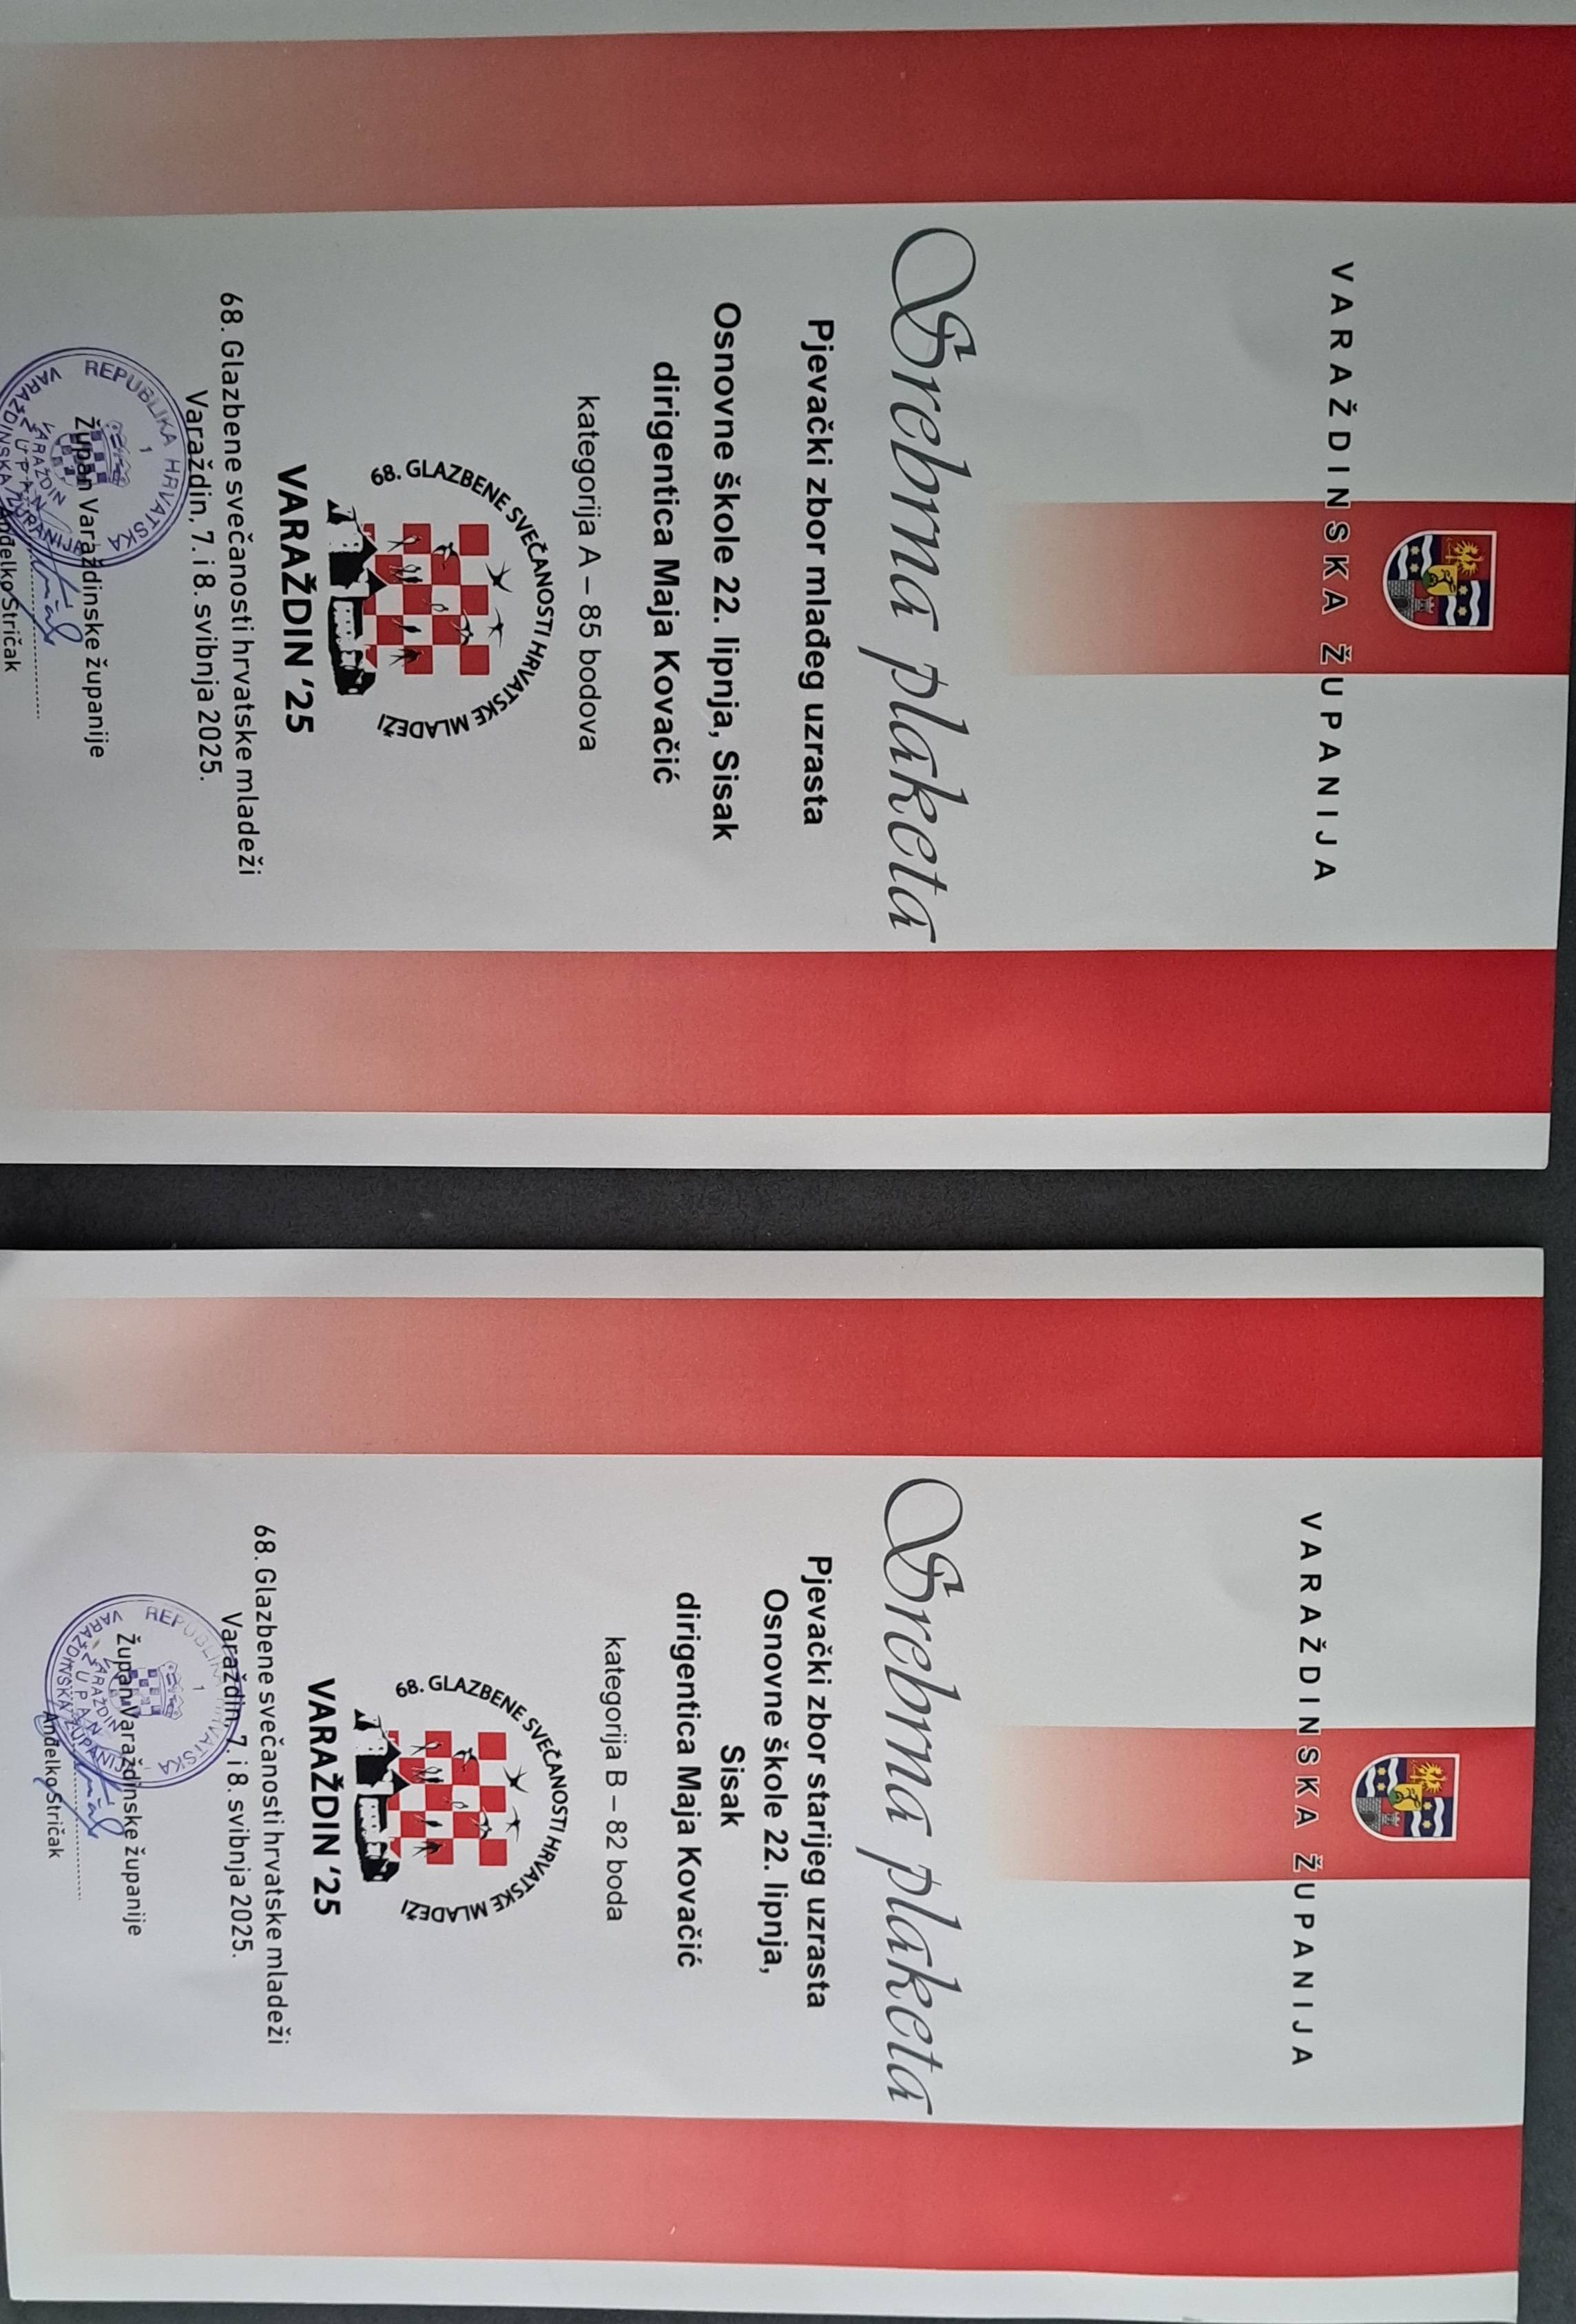 VARAŽDINSKA ŽUPANIJA
Srebrna plaketa
Pjevački zbor mlađeg uzrasta
Osnovne škole 22. lipnja, Sisak
dirigentica Maja Kovačić
kategorija A – 85 bodova
68. GLAZBENE SVEČANOSTI HRVATSKE MLADEŽI
VARAŽDIN '25
68. Glazbene svečanosti hrvatske mladeži
Varaždin, 7. i 8. svibnja 2025.
Župan Varaždinske županije
Anđelko Stričak
REPUBLIKA HRVATSKA
VARAŽDINSKA ŽUPANIJA
1
ŽUPAN
VARAŽDIN
VARAŽDINSKA ŽUPANIJA
Srebrna plaketa
Pjevački zbor starijeg uzrasta
Osnovne škole 22. lipnja,
Sisak
dirigentica Maja Kovačić
kategorija B – 82 boda
68. GLAZBENE SVEČANOSTI HRVATSKE MLADEŽI
VARAŽDIN '25
68. Glazbene svečanosti hrvatske mladeži
Varaždin, 7. i 8. svibnja 2025.
Župan Varaždinske županije
Anđelko Stričak
REPUBLIKA HRVATSKA
VARAŽDINSKA ŽUPANIJA
1
ŽUPAN
VARAŽDIN